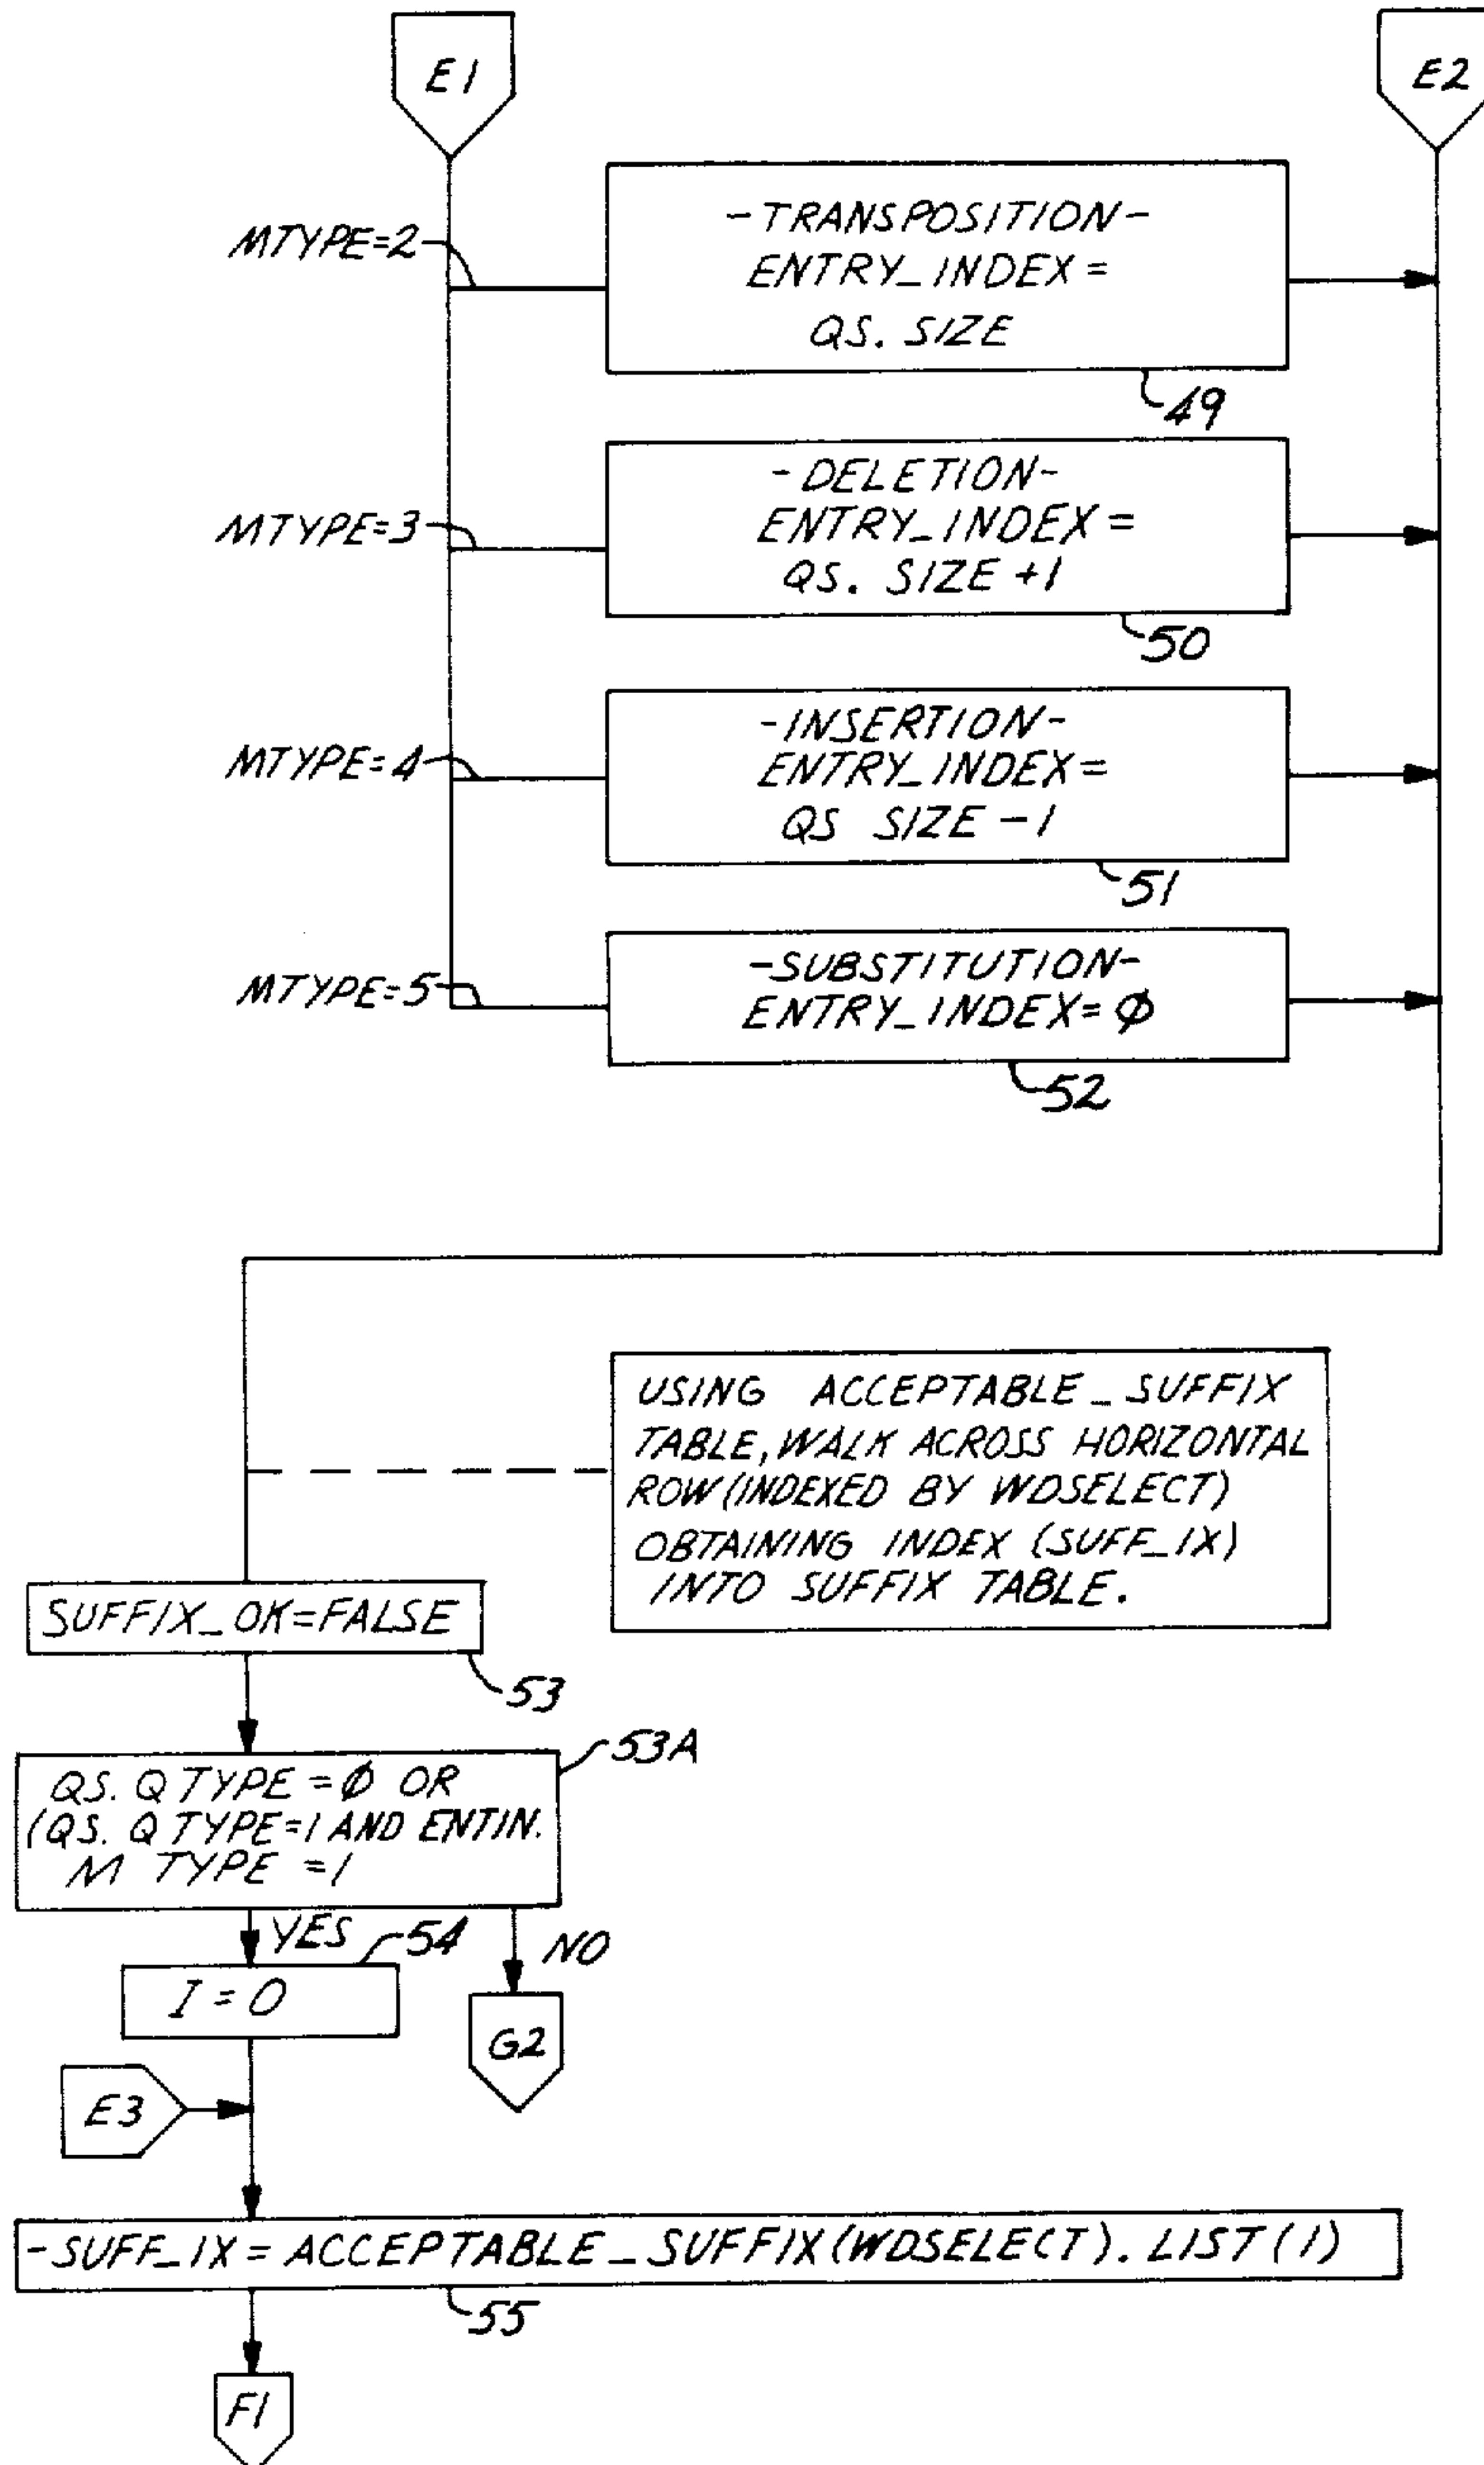 E1
E2
MTYPE=2
-TRANSPOSITION-
ENTRY_INDEX=
QS. SIZE
49
MTYPE=3
-DELETION-
ENTRY_INDEX=
QS. SIZE +1
50
MTYPE=4
-INSERTION-
ENTRY_INDEX=
QS SIZE -1
51
MTYPE=5
-SUBSTITUTION-
ENTRY_INDEX=Ø
52
USING ACCEPTABLE_SUFFIX
TABLE, WALK ACROSS HORIZONTAL
ROW (INDEXED BY WDSELECT)
OBTAINING INDEX (SUFF_IX)
INTO SUFFIX TABLE.
SUFFIX_OK=FALSE
53
53A
QS. Q TYPE =Ø OR
(QS. Q TYPE=1 AND ENTIN.
M TYPE =1
YES
54
NO
I = 0
G2
E3
-SUFF_IX = ACCEPTABLE_SUFFIX(WDSELECT). LIST(I)
55
F1